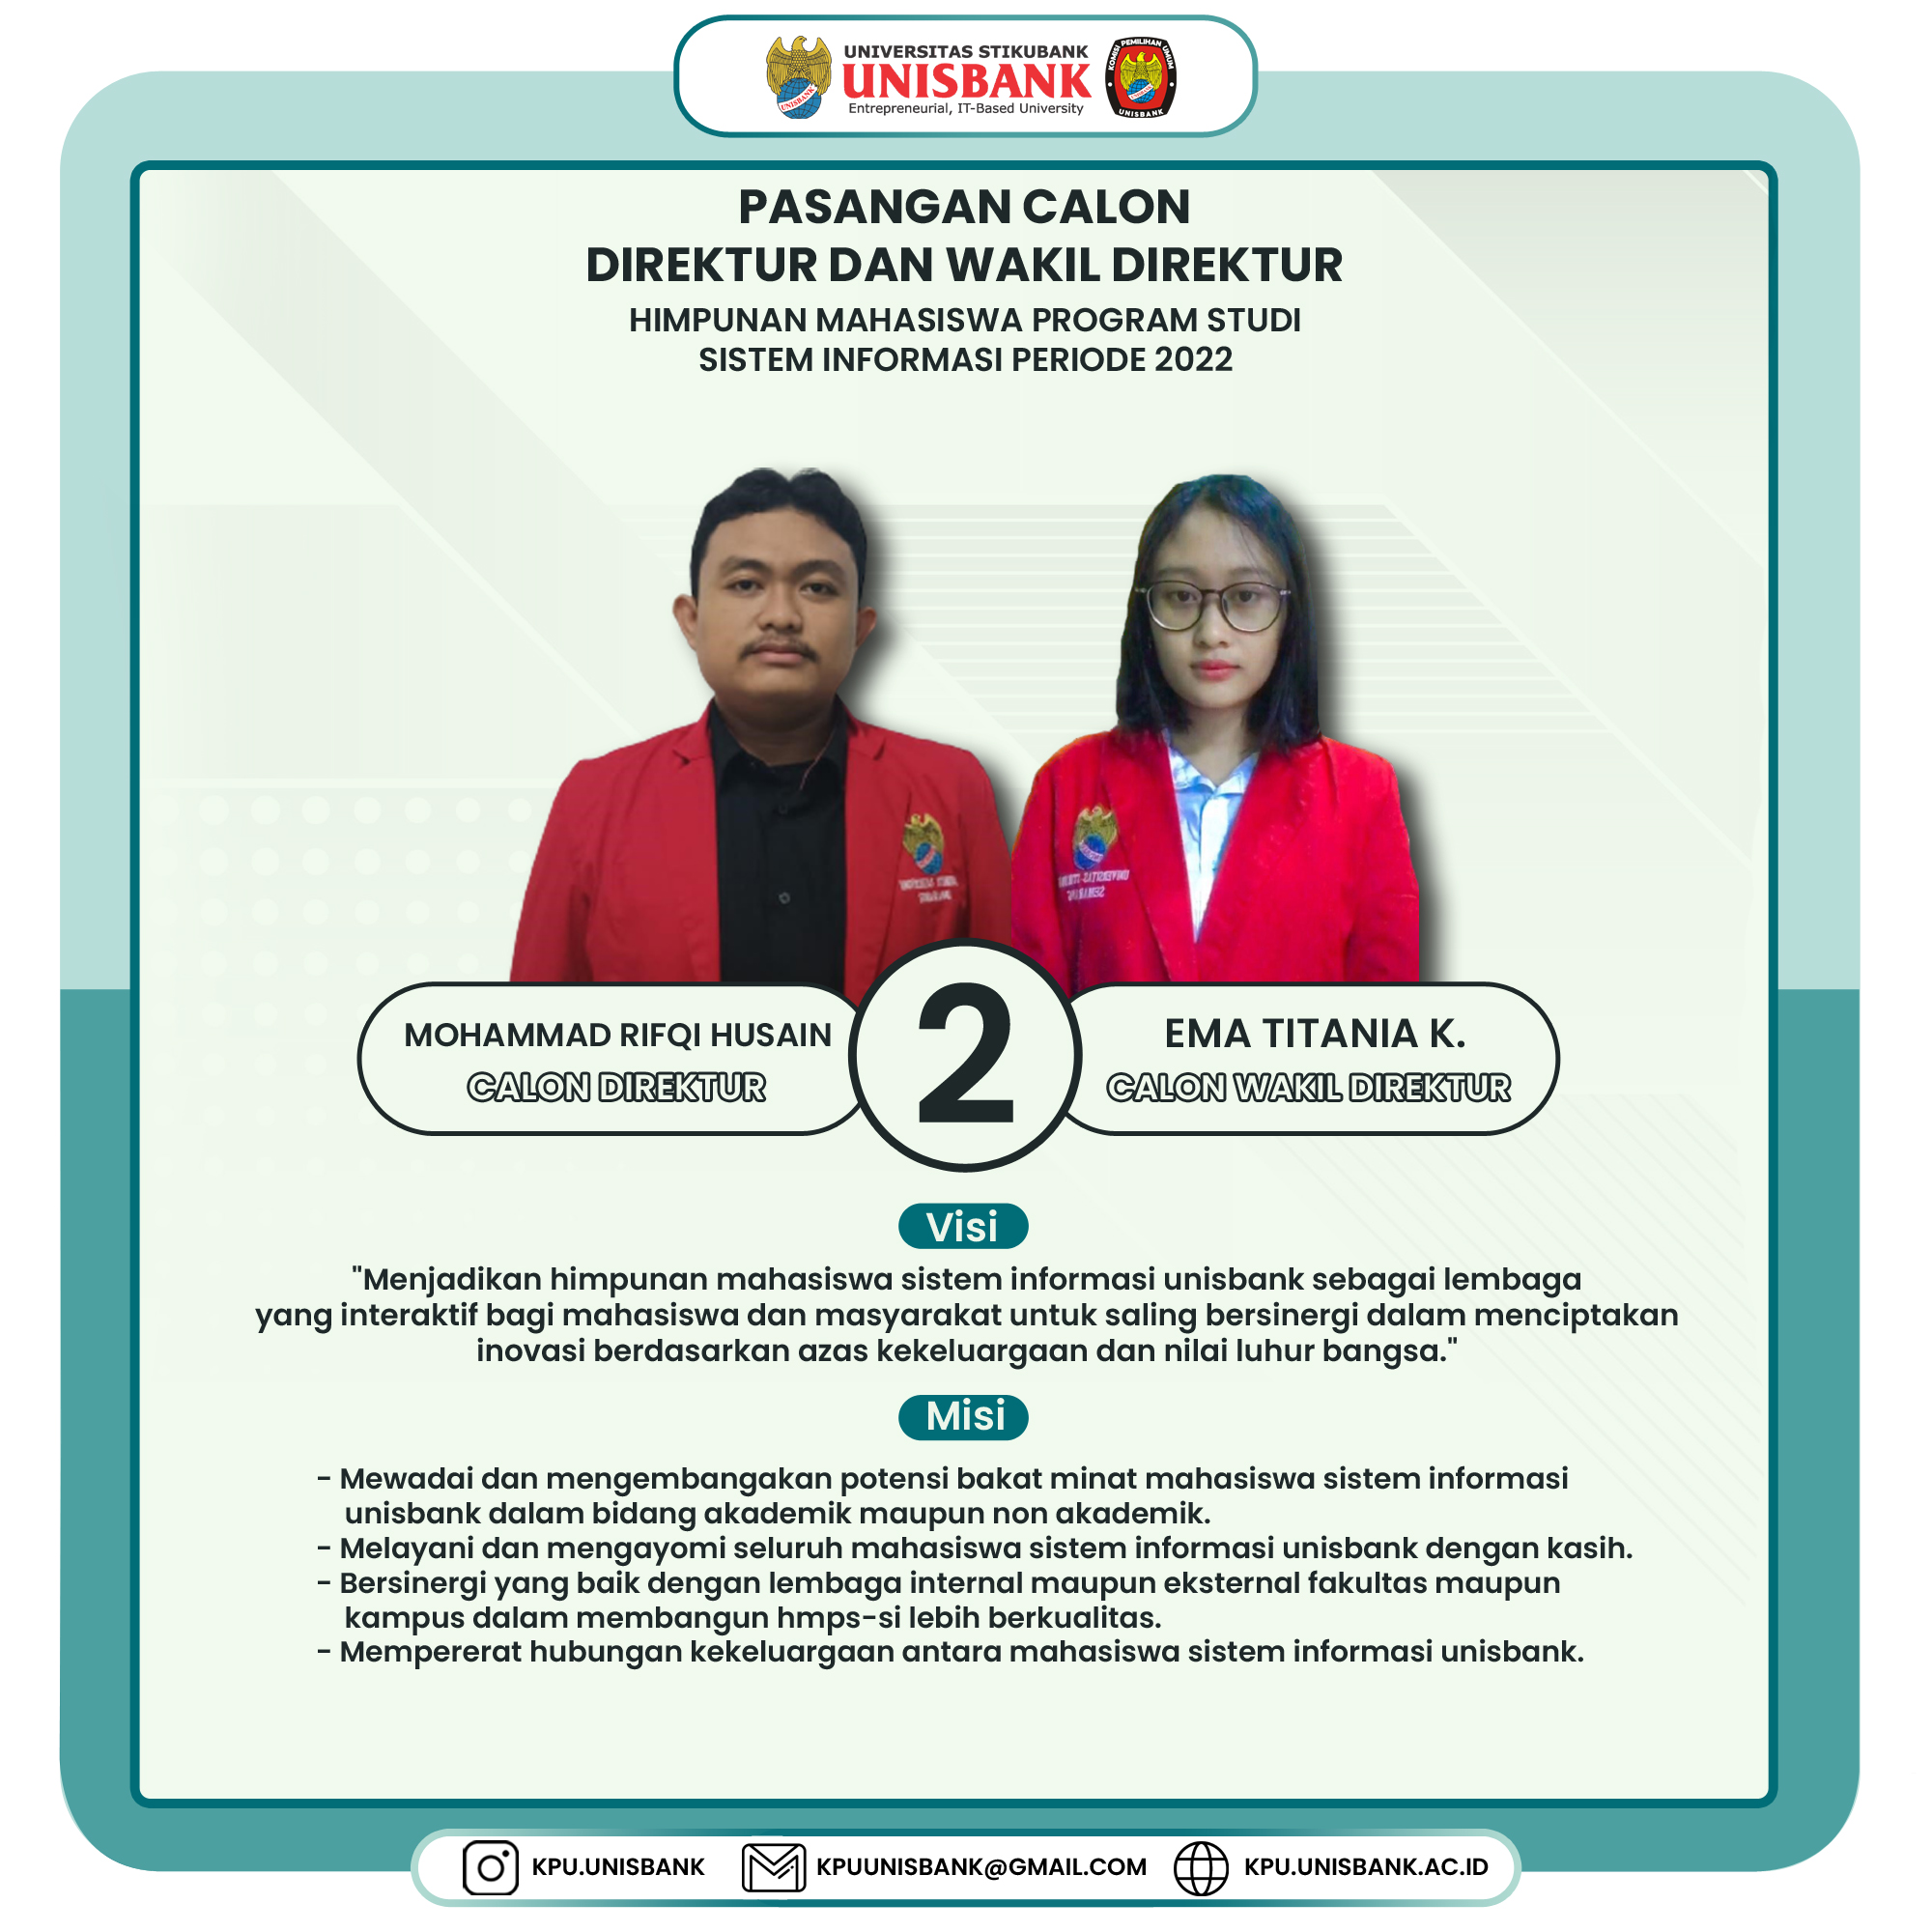 UNIVERSITAS STIKUBANK
UNISBANK
Entrepreneurial, IT-Based University
UNISBANK
KOMISI PEMILIHAN UMUM
UNISBANK
PASANGAN CALON
DIREKTUR DAN WAKIL DIREKTUR
HIMPUNAN MAHASISWA PROGRAM STUDI
SISTEM INFORMASI PERIODE 2022
MOHAMMAD RIFQI HUSAIN
CALON DIREKTUR
2
EMA TITANIA K.
CALON WAKIL DIREKTUR
Visi
"Menjadikan himpunan mahasiswa sistem informasi unisbank sebagai lembaga
yang interaktif bagi mahasiswa dan masyarakat untuk saling bersinergi dalam menciptakan
inovasi berdasarkan azas kekeluargaan dan nilai luhur bangsa."
Misi
- Mewadai dan mengembangakan potensi bakat minat mahasiswa sistem informasi
unisbank dalam bidang akademik maupun non akademik.
- Melayani dan mengayomi seluruh mahasiswa sistem informasi unisbank dengan kasih.
- Bersinergi yang baik dengan lembaga internal maupun eksternal fakultas maupun
kampus dalam membangun hmps-si lebih berkualitas.
- Mempererat hubungan kekeluargaan antara mahasiswa sistem informasi unisbank.
KPU.UNISBANK
KPUUNISBANK@GMAIL.COM
KPU.UNISBANK.AC.ID